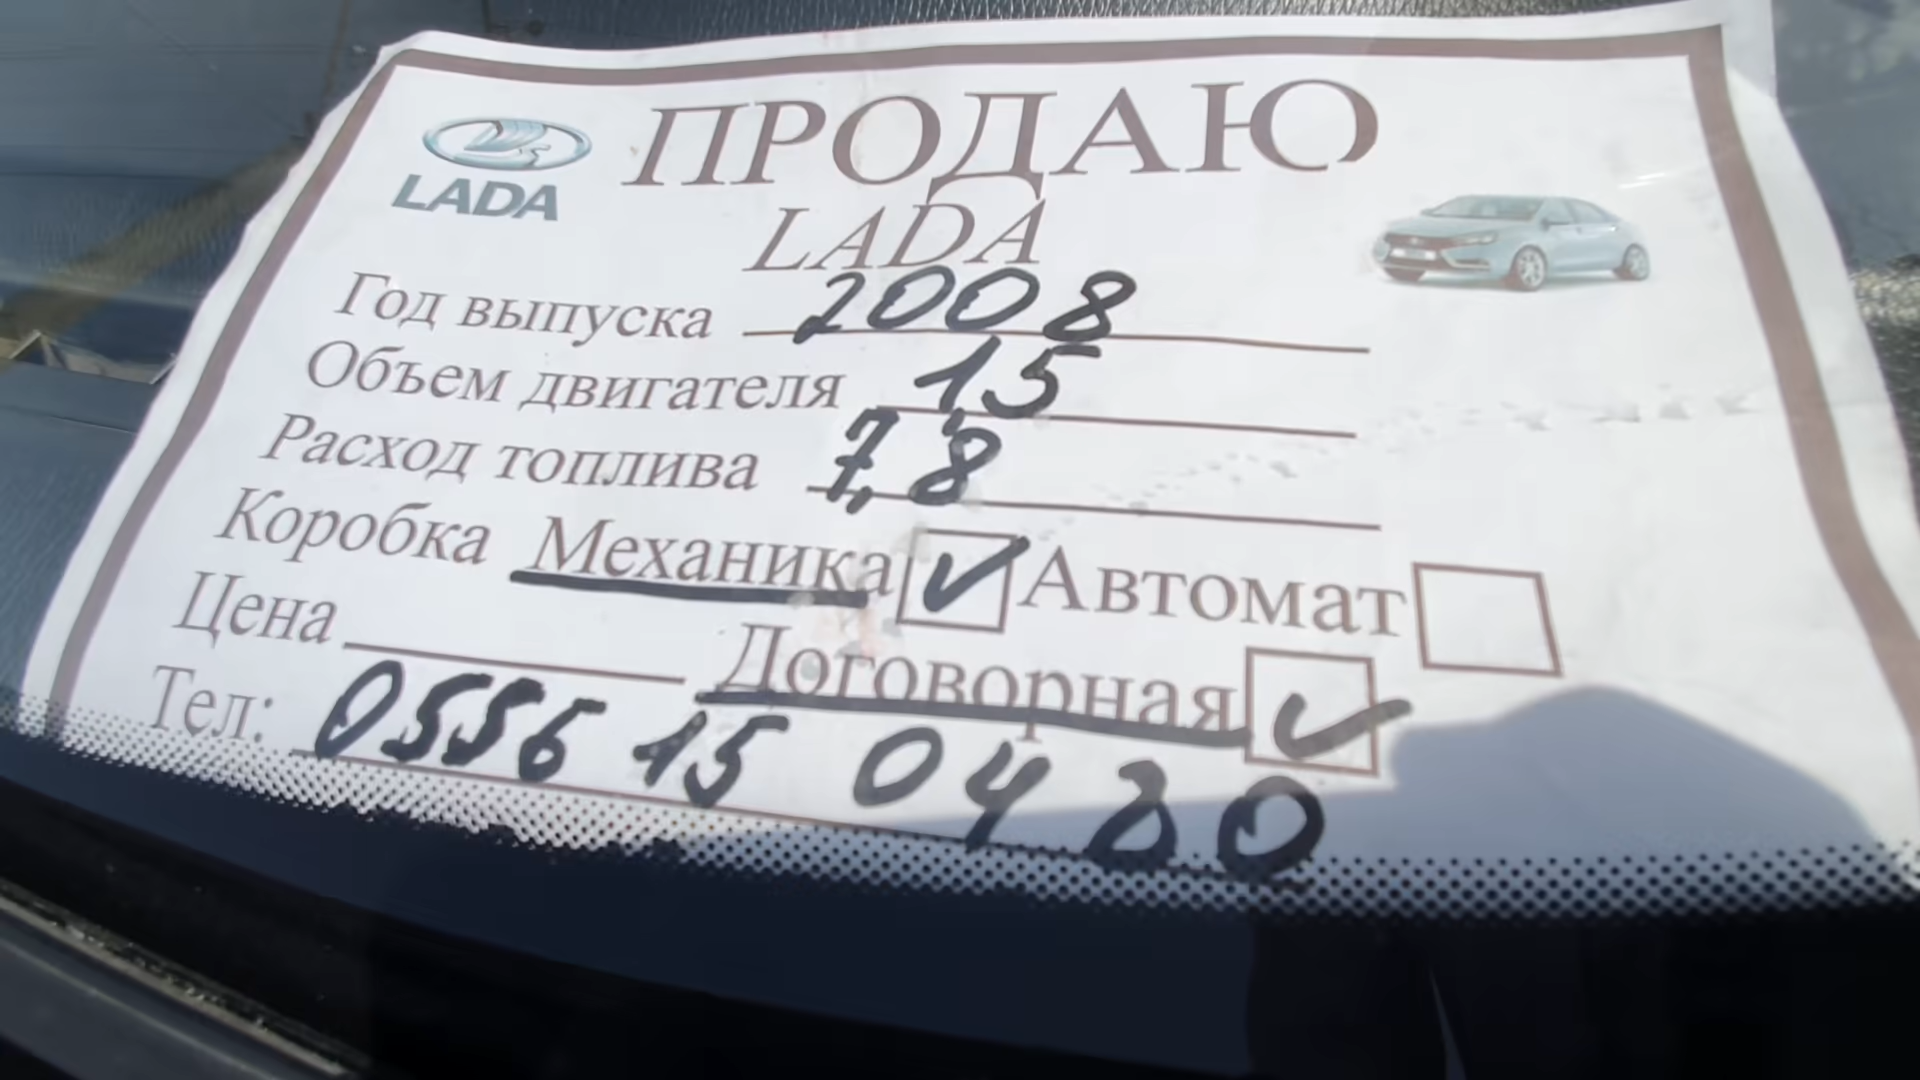 LADA
ПРОДАЮ
LADA
Год выпуска 2008
Объем двигателя 1,5
Расход топлива 7,8
Коробка Механика ✓ Автомат
Цена Договорная ✓
Тел: 0556 15 04 80